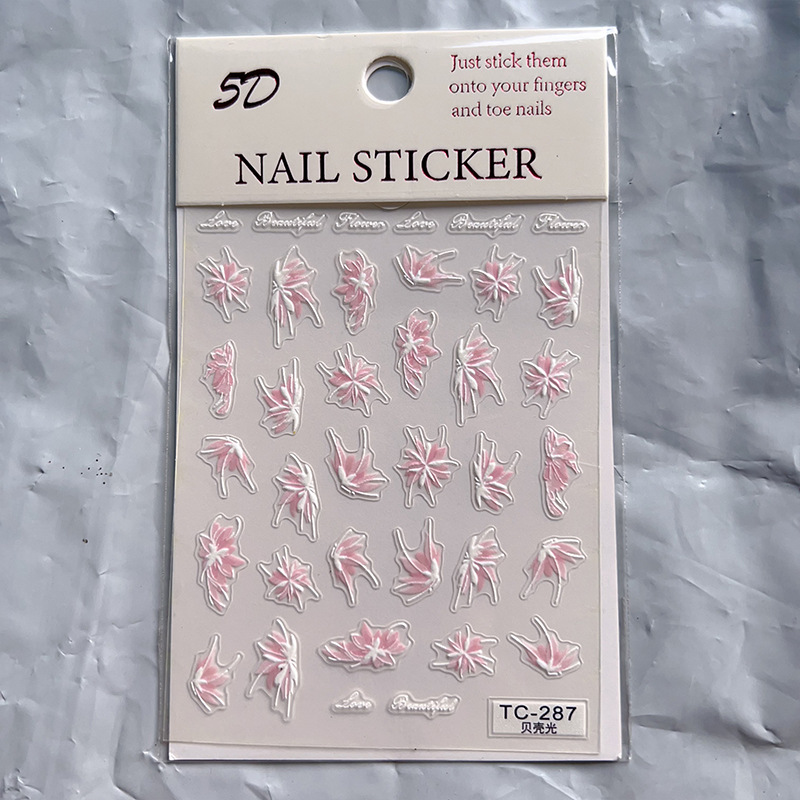 5D
Just stick them
onto your fingers
and toe nails
NAIL STICKER
Love Beautiful Flower Love Beautiful Flower
Love Beautiful
TC-287
贝壳光